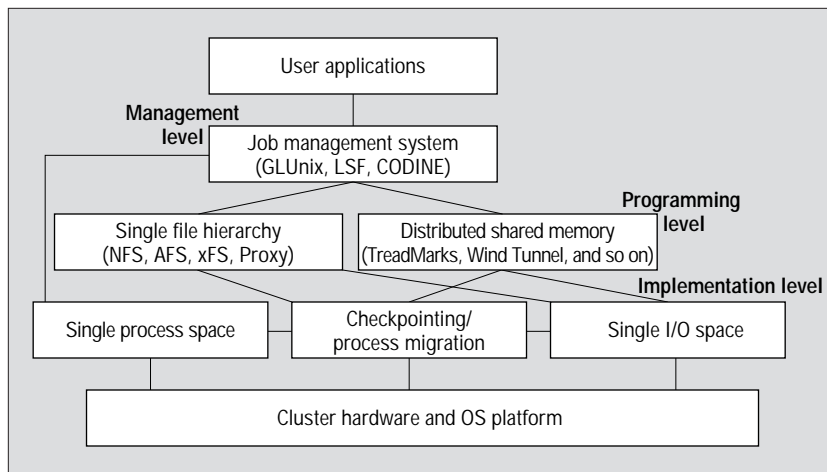 User applications
Management
level
Job management system
(GLUnix, LSF, CODINE)
Programming
level
Single file hierarchy
(NFS, AFS, xFS, Proxy)
Distributed shared memory
(TreadMarks, Wind Tunnel, and so on)
Implementation level
Single process space
Checkpointing/
process migration
Single I/O space
Cluster hardware and OS platform